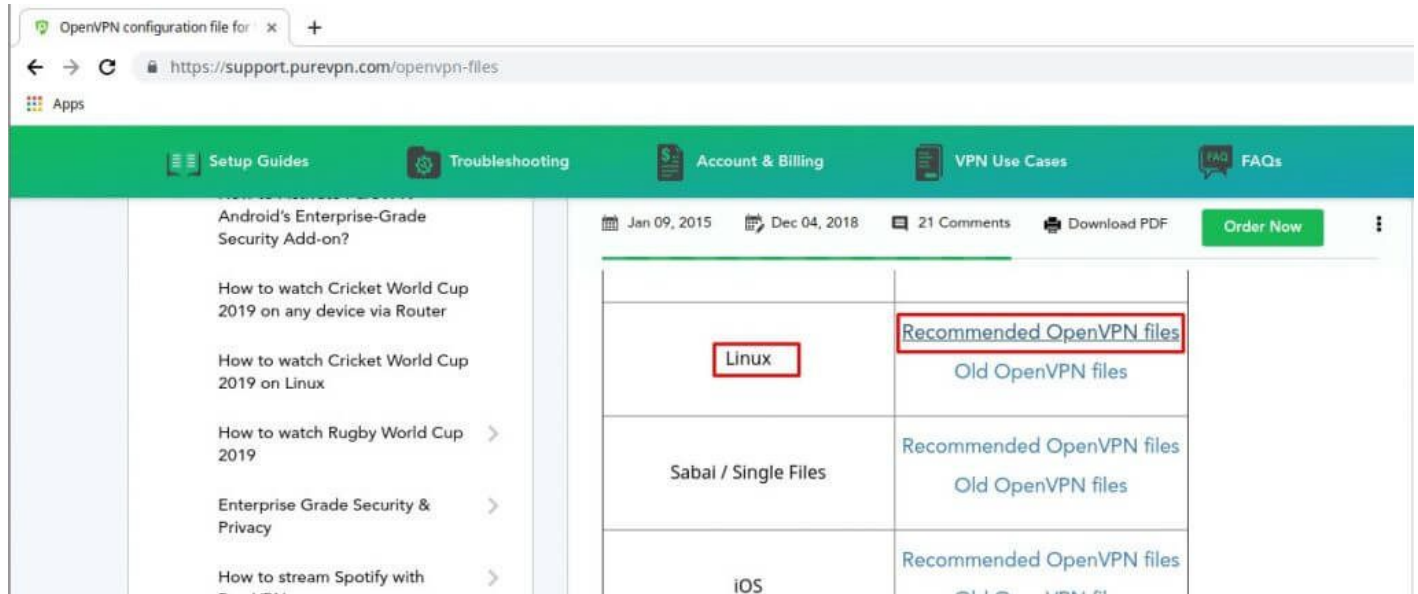 OpenVPN configuration file for
https://support.purevpn.com/openvpn-files
Apps
Setup Guides
Troubleshooting
Account & Billing
VPN Use Cases
FAQ
FAQs
Android's Enterprise-Grade
Security Add-on?
How to watch Cricket World Cup
2019 on any device via Router
How to watch Cricket World Cup
2019 on Linux
How to watch Rugby World Cup
2019
Enterprise Grade Security &
Privacy
How to stream Spotify with
Jan 09, 2015
Dec 04, 2018
21 Comments
Download PDF
Order Now
Linux
Recommended OpenVPN files
Old OpenVPN files
Sabai / Single Files
Recommended OpenVPN files
Old OpenVPN files
iOS
Recommended OpenVPN files